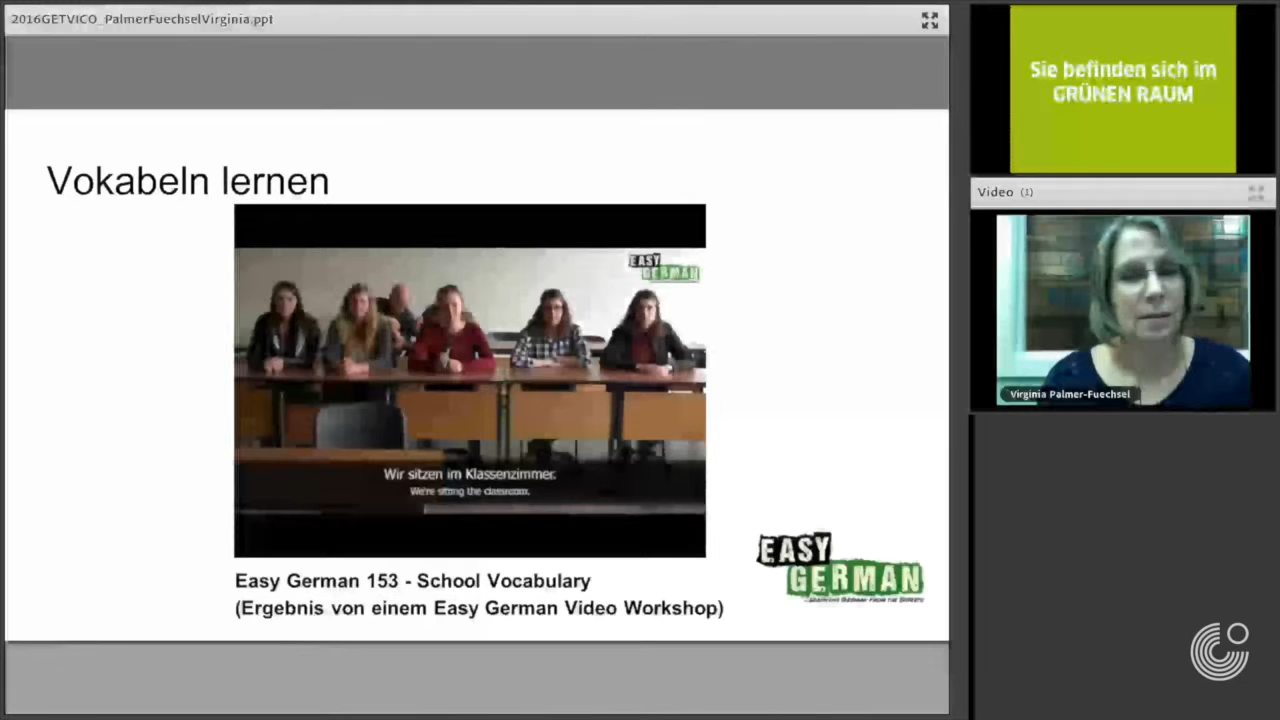 2016GETVICO_PalmerFuechselVirginia.ppt
Vokabeln lernen
EASY
GERMAN
Wir sitzen im Klassenzimmer.
We're sitting the classroom.
Easy German 153 - School Vocabulary
(Ergebnis von einem Easy German Video Workshop)
EASY
GERMAN
Sie befinden sich im
GRÜNEN RAUM
Video (1)
Virginia Palmer-Fuechsel